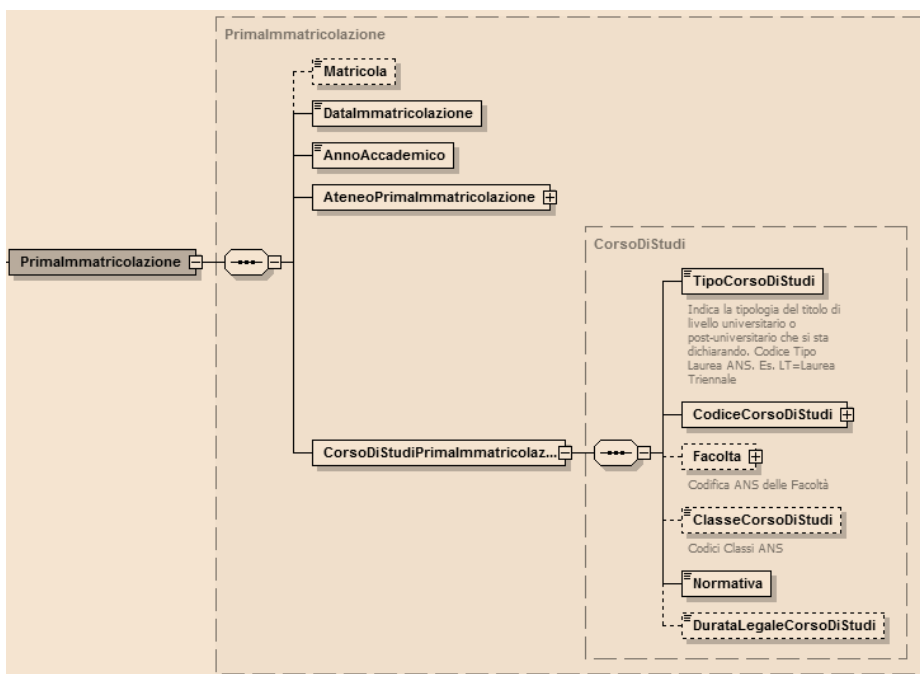 PrimaImmatricolazione
Matricola
DataImmatricolazione
AnnoAccademico
AteneoPrimaImmatricolazione
PrimaImmatricolazione
CorsoDiStudiPrimaImmatricolaz...
CorsoDiStudi
TipoCorsoDiStudi
Indica la tipologia del titolo di
livello universitario o
post-universitario che si sta
dichiarando. Codice Tipo
Laurea ANS. Es. LT=Laurea
Triennale
CodiceCorsoDiStudi
Facolta
Codifica ANS delle Facoltà
ClasseCorsoDiStudi
Codici Classi ANS
Normativa
DurataLegaleCorsoDiStudi